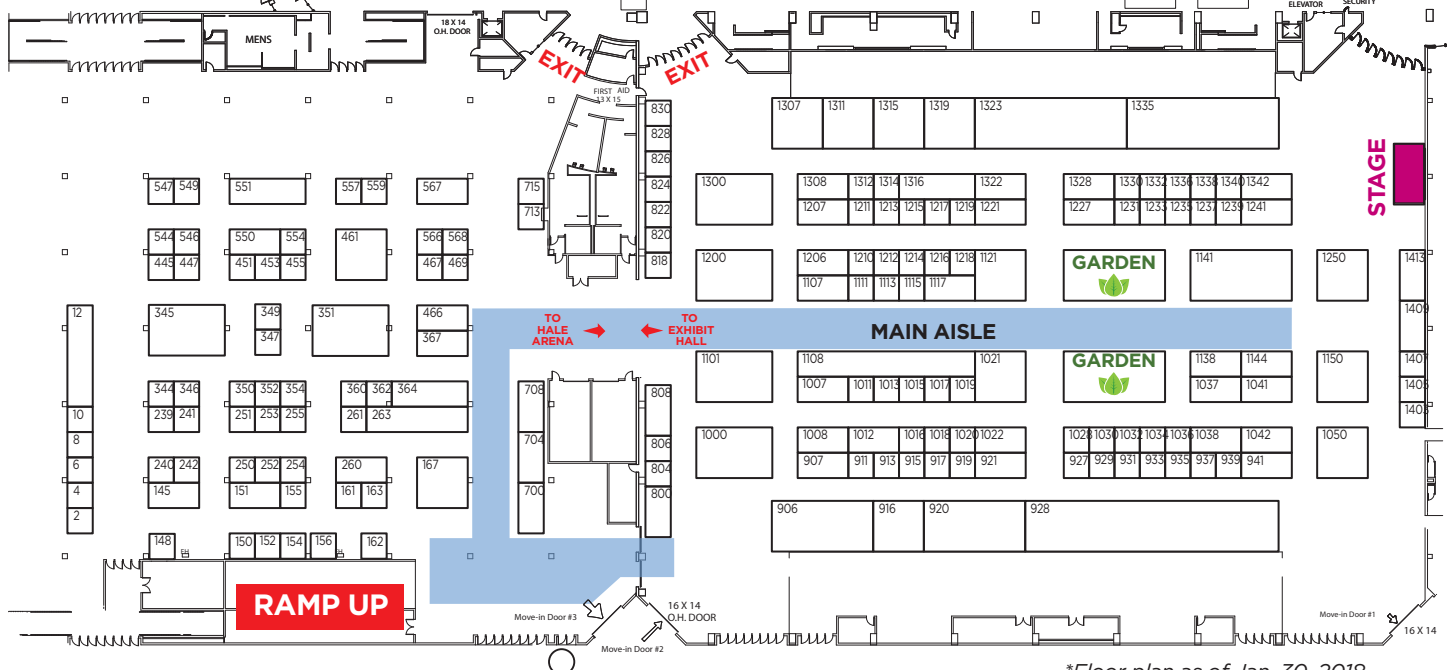 ELEVATOR
SECURITY
18 X 14
O.H. DOOR
MENS
EXIT
EXIT
FIRST AID
13 X 15
830
828
826
824
822
820
818
1307 1311 1315 1319 1323 1335
STAGE
547 549 551 557 559 567 715
713
1300 1308 1312 1314 1316 1322 1328 1330 1332 1336 1338 1340 1342
1207 1211 1213 1215 1217 1219 1221 1227 1231 1233 1235 1237 1239 1241
544 546 550 554 461 566 568
445 447 451 453 455 467 469
1200 1206 1210 1212 1214 1216 1218 1121 GARDEN 1141 1250 1413
1107 1111 1113 1115 1117
12 345 349 351 466
347 367
TO
HALE
ARENA
TO
EXHIBIT
HALL
MAIN AISLE
1409
1101 1108 1021 GARDEN 1138 1144 1150 1407
1007 1011 1013 1015 1017 1019 1037 1041 1405
1403
344 346 350 352 354 360 362 364 708 808
10 239 241 251 253 255 261 263
8 704 806
1000 1008 1012 1016 1018 1020 1022 1028 1030 1032 1034 1036 1038 1042 1050
907 911 913 915 917 919 921 927 929 931 933 935 937 939 941
6 240 242 250 252 254 260 167 804
4 145 151 155 161 163 700 800
2
906 916 920 928
148 150 152 154 156 162
RAMP UP
Move-in Door #3
16 X 14
O.H. DOOR
Move-in Door #2
Move-in Door #1
16 X 14
*Floor plan as of Jan. 30, 2018